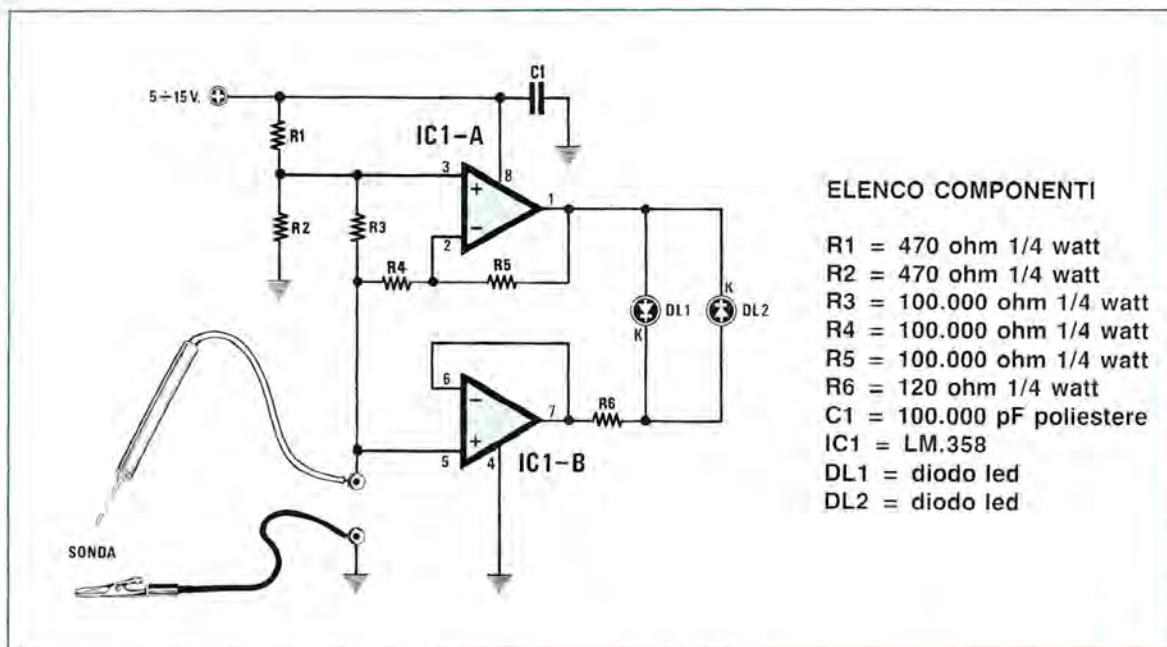 5÷15 V.
C1
R1
IC1-A
3
8
+
1
R2
R3
−
2
R4
R5
K
DL1
DL2
K
6
−
7
R6
+
5
4
IC1-B
SONDA
ELENCO COMPONENTI
R1 = 470 ohm 1/4 watt
R2 = 470 ohm 1/4 watt
R3 = 100.000 ohm 1/4 watt
R4 = 100.000 ohm 1/4 watt
R5 = 100.000 ohm 1/4 watt
R6 = 120 ohm 1/4 watt
C1 = 100.000 pF poliestere
IC1 = LM.358
DL1 = diodo led
DL2 = diodo led